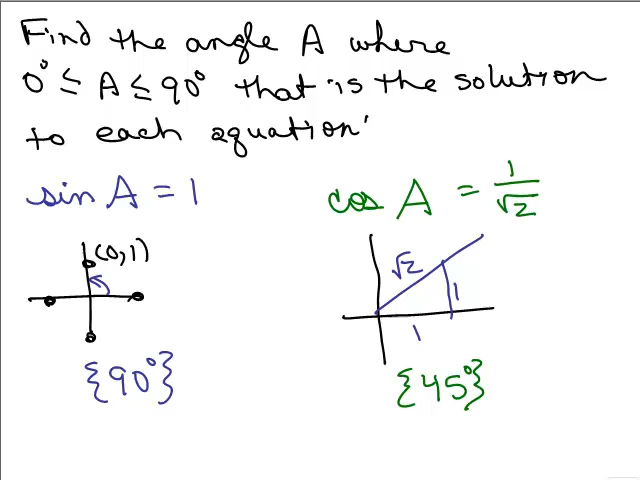 Find the angle A where
0° ≤ A ≤ 90° that is the solution
to each equation'
sin A = 1
cos A = 1/√2
(0,1)
√2
1
1
{90°}
{45°}